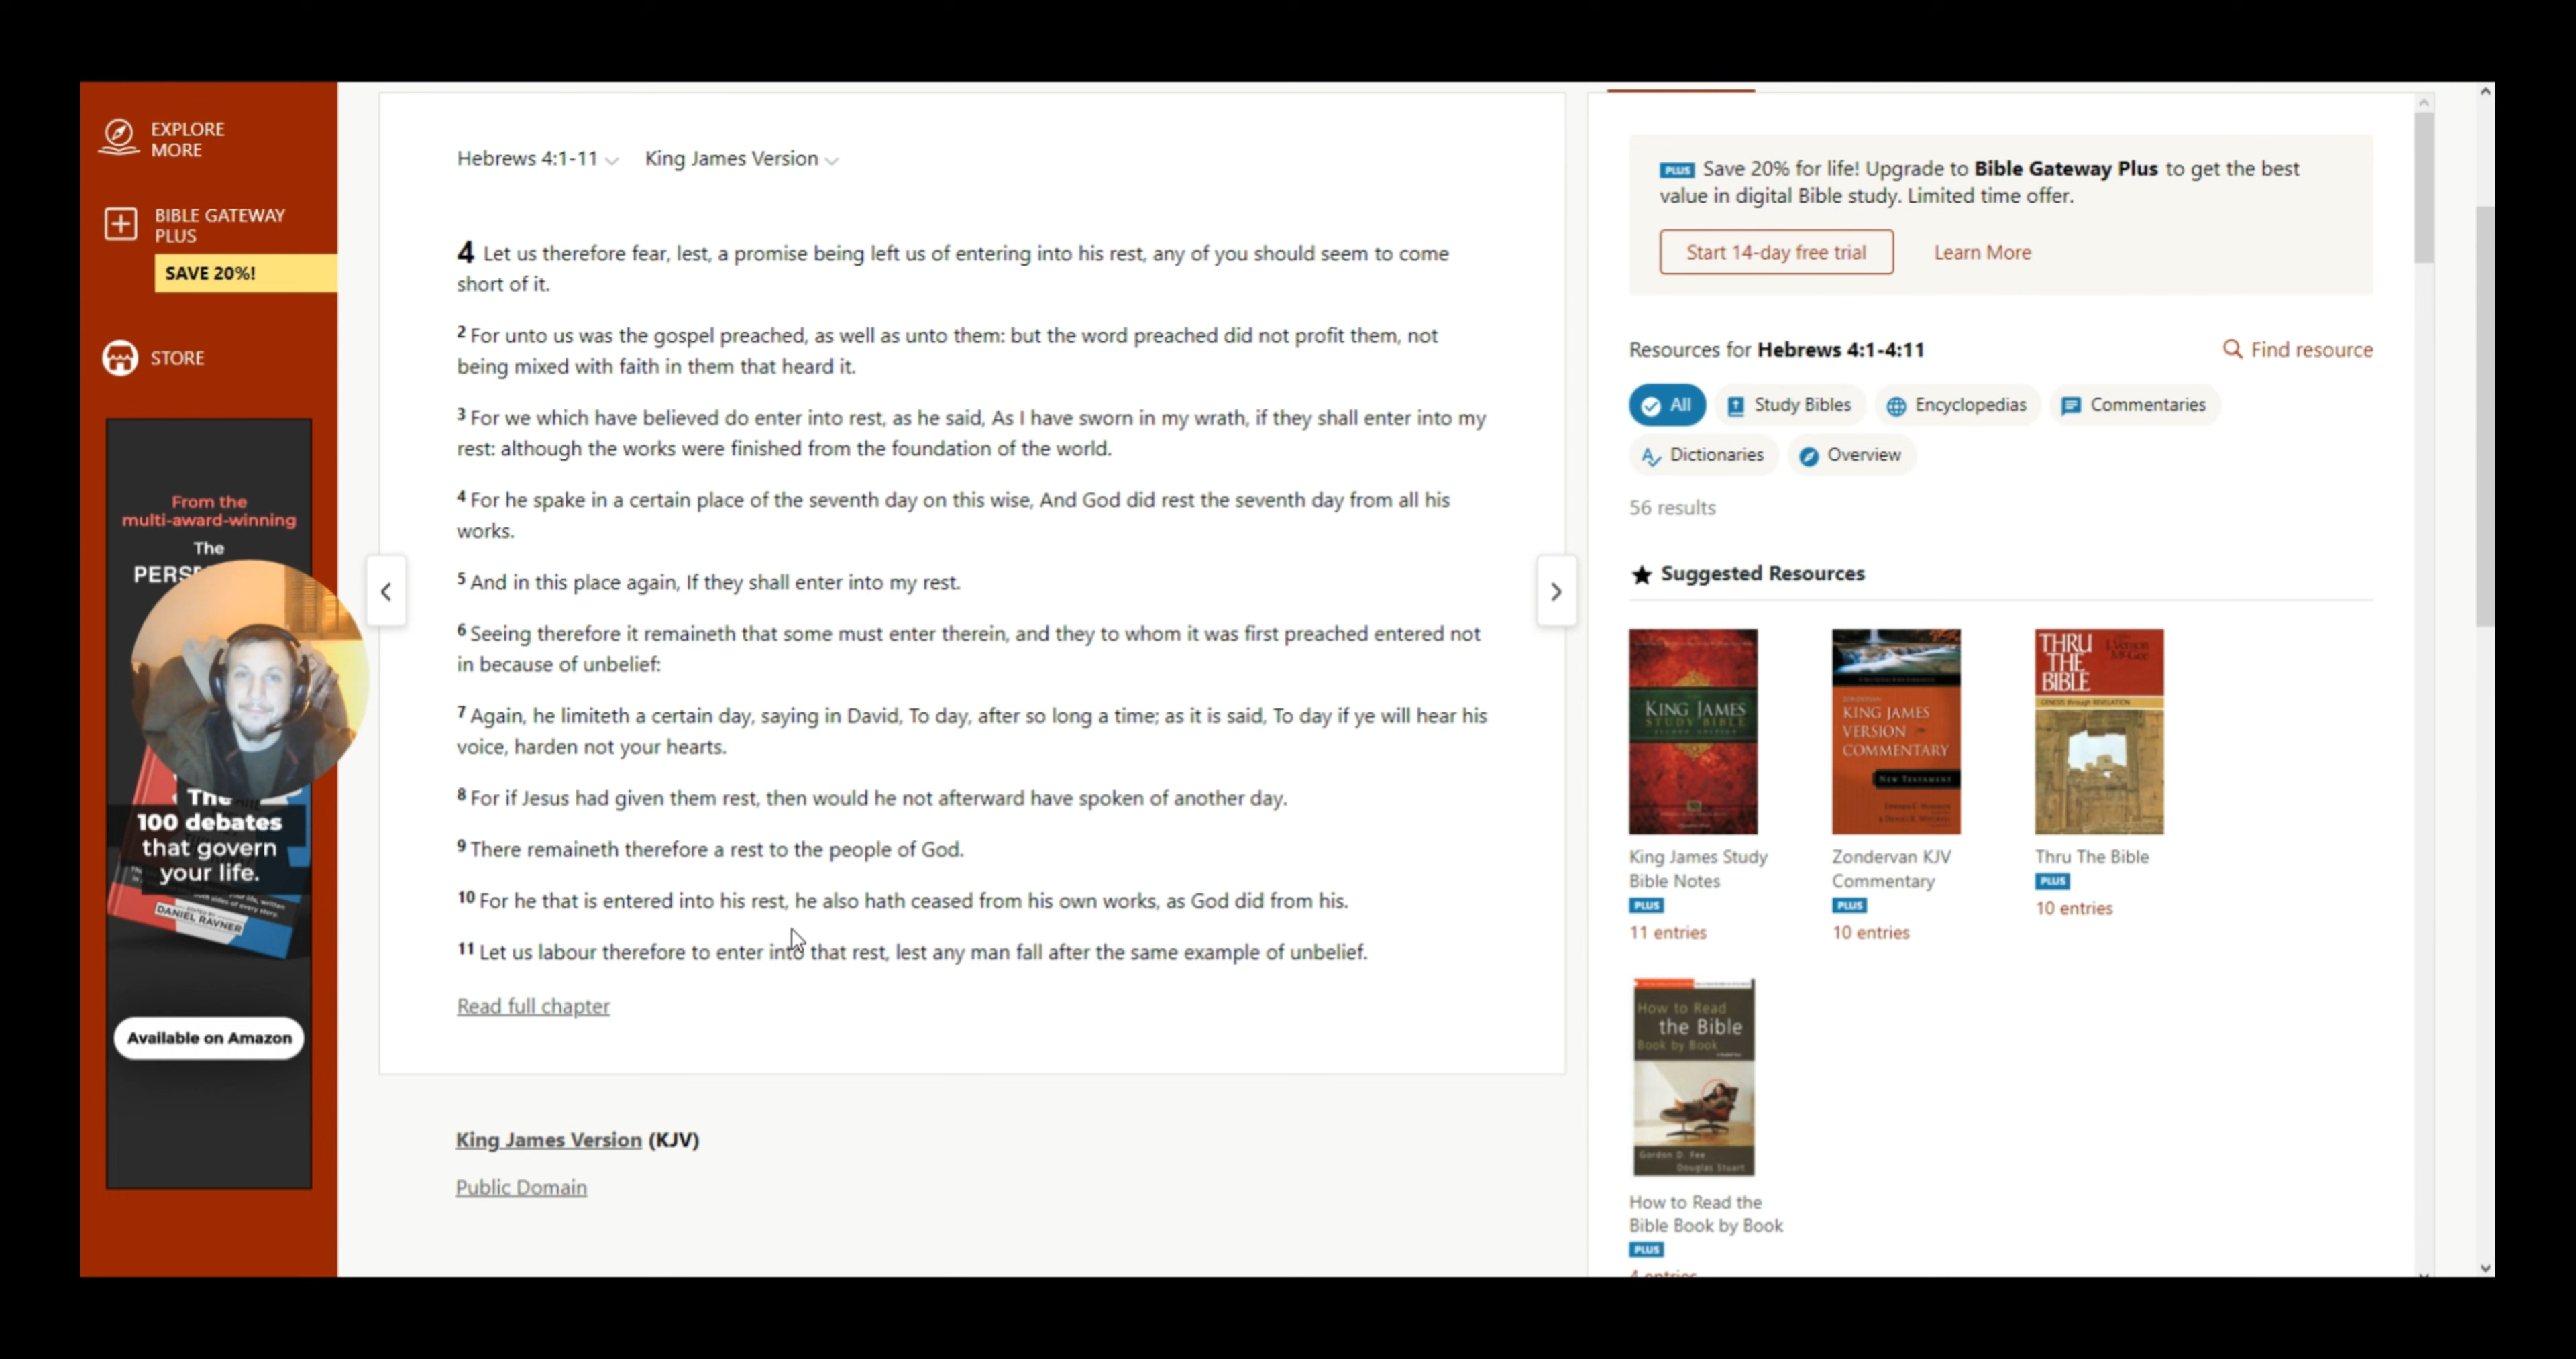 EXPLORE
MORE
BIBLE GATEWAY
PLUS
SAVE 20%!
STORE
From the
multi-award-winning
The
100 debates
that govern
your life.
DANIEL RAVNER
Available on Amazon
Hebrews 4:1-11 King James Version
4 Let us therefore fear, lest, a promise being left us of entering into his rest, any of you should seem to come
short of it.
2 For unto us was the gospel preached, as well as unto them: but the word preached did not profit them, not
being mixed with faith in them that heard it.
3 For we which have believed do enter into rest, as he said, As I have sworn in my wrath, if they shall enter into my
rest: although the works were finished from the foundation of the world.
4 For he spake in a certain place of the seventh day on this wise, And God did rest the seventh day from all his
works.
5 And in this place again, If they shall enter into my rest.
6 Seeing therefore it remaineth that some must enter therein, and they to whom it was first preached entered not
in because of unbelief:
7 Again, he limiteth a certain day, saying in David, To day, after so long a time; as it is said, To day if ye will hear his
voice, harden not your hearts.
8 For if Jesus had given them rest, then would he not afterward have spoken of another day.
9 There remaineth therefore a rest to the people of God.
10 For he that is entered into his rest, he also hath ceased from his own works, as God did from his.
11 Let us labour therefore to enter into that rest, lest any man fall after the same example of unbelief.
Read full chapter
King James Version (KJV)
Public Domain
PLUS Save 20% for life! Upgrade to Bible Gateway Plus to get the best
value in digital Bible study. Limited time offer.
Start 14-day free trial Learn More
Resources for Hebrews 4:1-4:11 Find resource
All Study Bibles Encyclopedias Commentaries
Dictionaries Overview
56 results
Suggested Resources
KING JAMES
STUDY BIBLE
SECOND EDITION
ZONDERVAN
KING JAMES
VERSION
COMMENTARY
NEW TESTAMENT
THRU
THE
BIBLE
J. Vernon
McGee
GENESIS through REVELATION
King James Study
Bible Notes
PLUS
11 entries
Zondervan KJV
Commentary
PLUS
10 entries
Thru The Bible
PLUS
10 entries
How to Read
the Bible
Book by Book
Gordon D. Fee
Douglas Stuart
How to Read the
Bible Book by Book
PLUS
4 entries